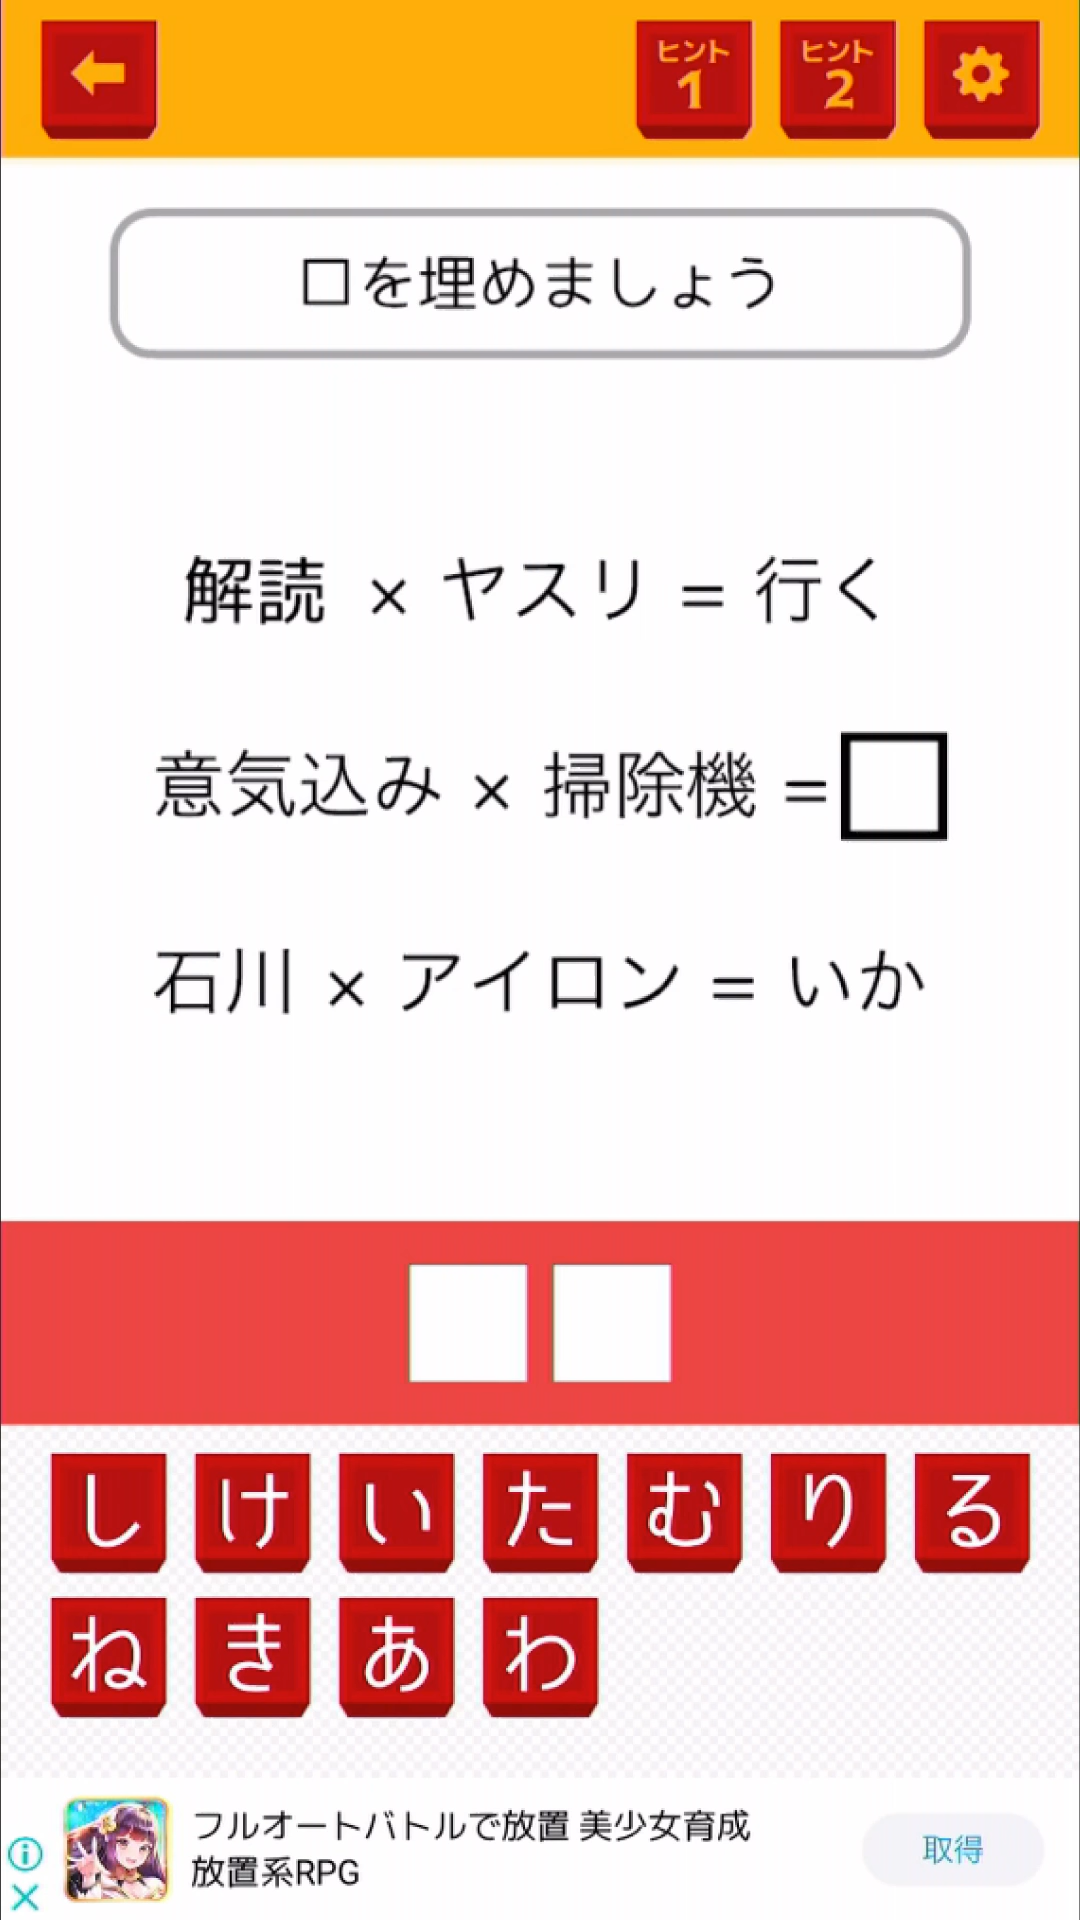 ヒント
1
ヒント
2
□を埋めましょう
解読 × ヤスリ = 行く
意気込み × 掃除機 =□
石川 × アイロン = いか
しけいたむりる
ねきあわ
フルオートバトルで放置 美少女育成
放置系RPG
取得